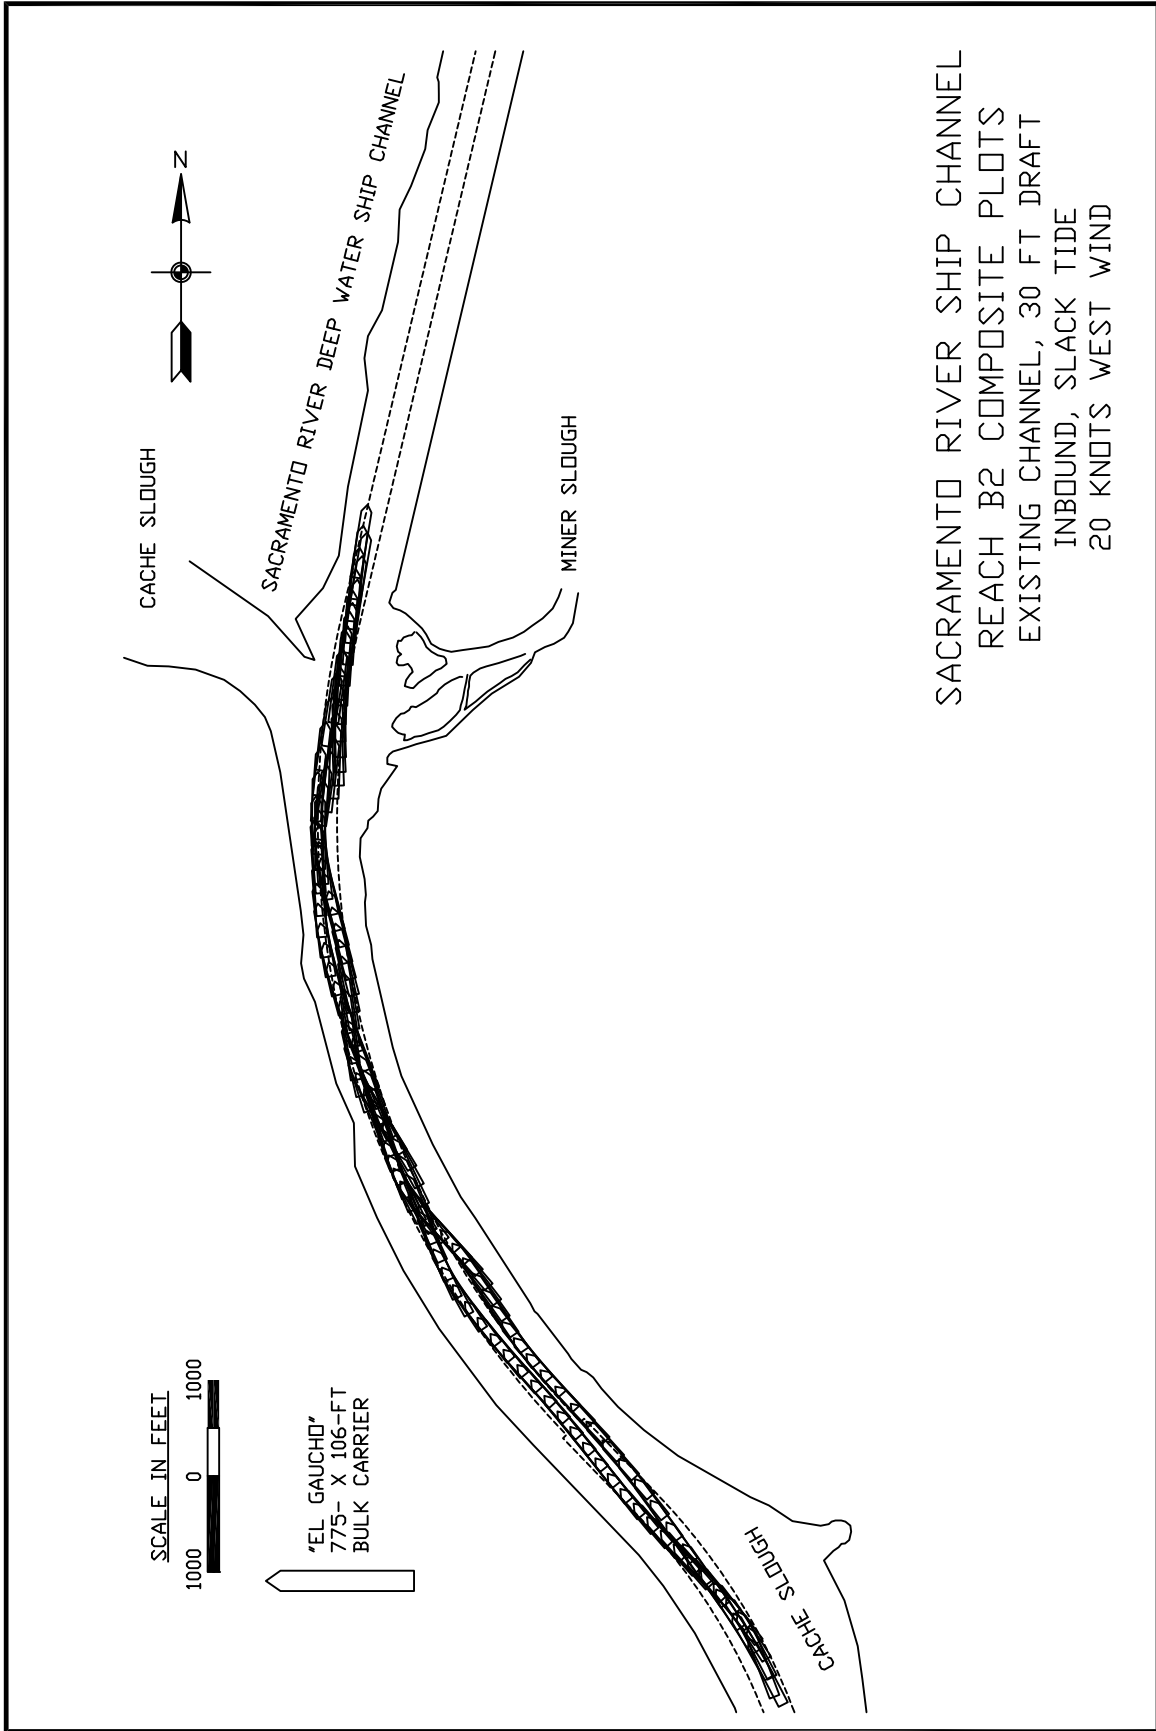 N
CACHE SLOUGH
SACRAMENTO RIVER DEEP WATER SHIP CHANNEL
MINER SLOUGH
SCALE IN FEET
1000 0 1000
"EL GAUCHO"
775- X 106-FT
BULK CARRIER
CACHE SLOUGH
SACRAMENTO RIVER SHIP CHANNEL
REACH B2 COMPOSITE PLOTS
EXISTING CHANNEL, 30 FT DRAFT
INBOUND, SLACK TIDE
20 KNOTS WEST WIND